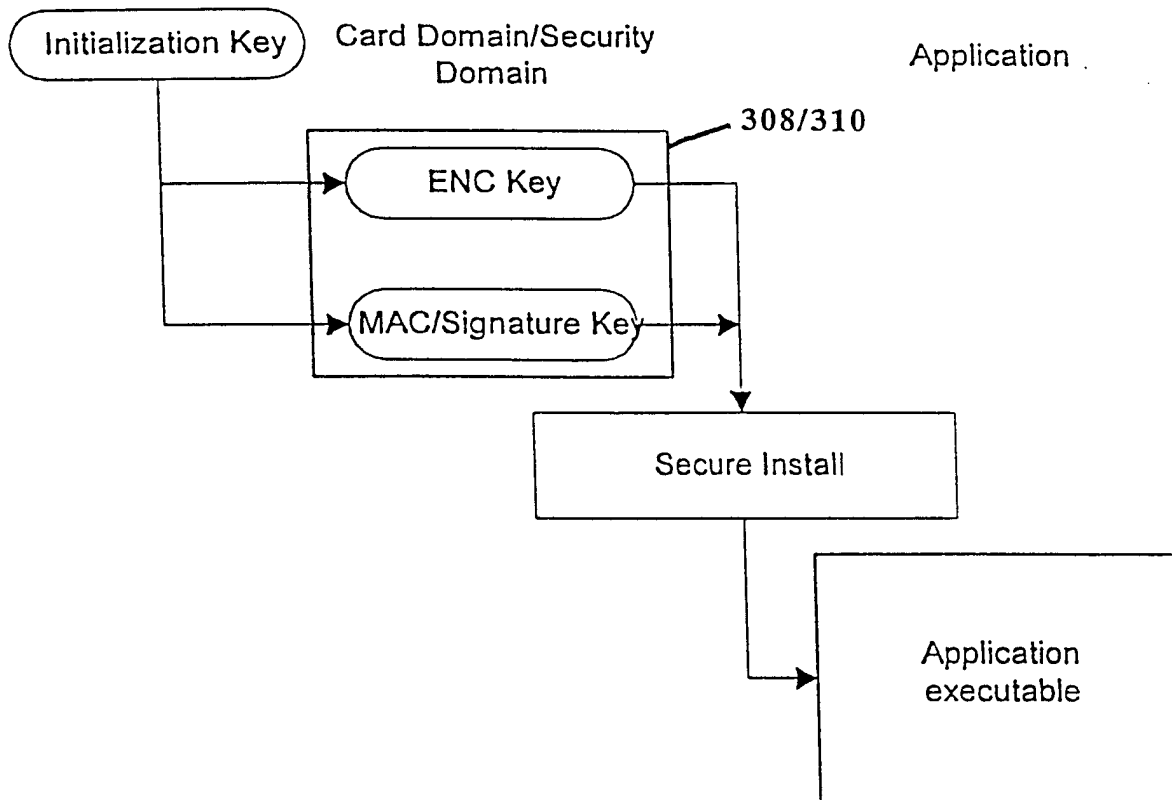 Initialization Key
Card Domain/Security
Domain
Application
308/310
ENC Key
MAC/Signature Key
Secure Install
Application
executable